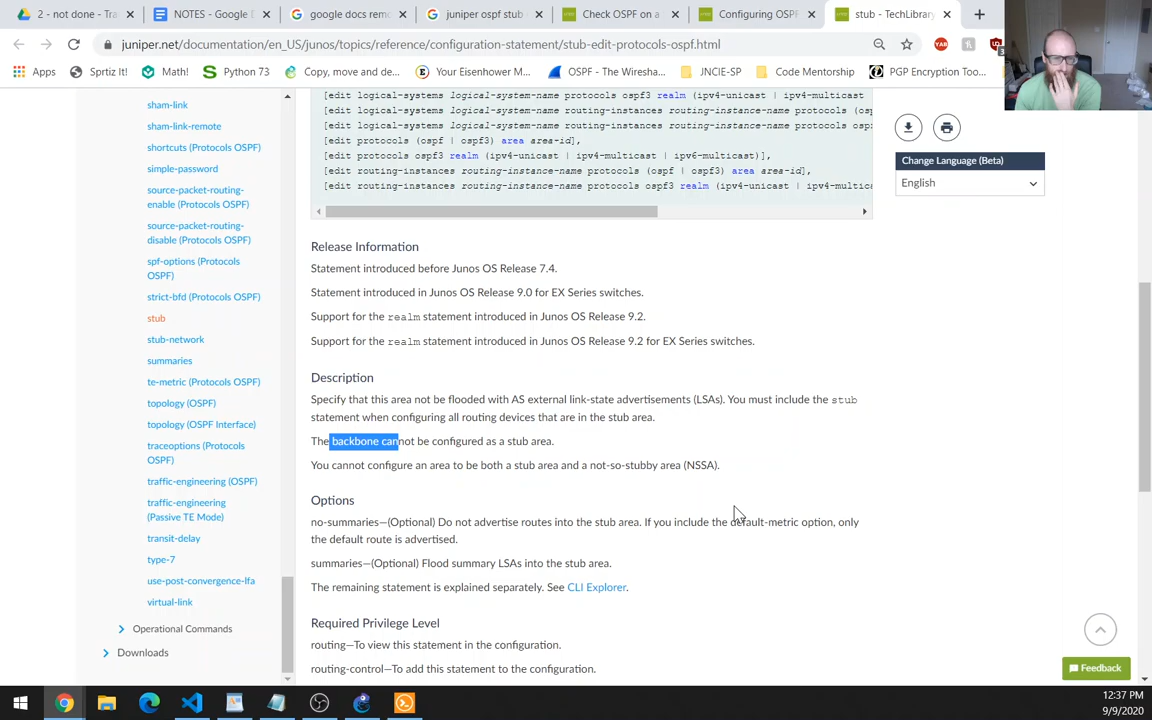 2 - not done - Tra
NOTES - Google
google docs rem
juniper ospf stub
Check OSPF on a
Configuring OSP
stub - TechLibrary
juniper.net/documentation/en_US/junos/topics/reference/configuration-statement/stub-edit-protocols-ospf.html
Apps
Sprtiz It!
Math!
Python 73
Copy, move and de...
Your Eisenhower M...
OSPF - The Wiresha...
JNCIE-SP
Code Mentorship
PGP Encryption Too...
sham-link
sham-link-remote
shortcuts (Protocols OSPF)
simple-password
source-packet-routing-
enable (Protocols OSPF)
source-packet-routing-
disable (Protocols OSPF)
spf-options (Protocols
OSPF)
strict-bfd (Protocols OSPF)
stub
stub-network
summaries
te-metric (Protocols OSPF)
topology (OSPF)
topology (OSPF Interface)
traceoptions (Protocols
OSPF)
traffic-engineering (OSPF)
traffic-engineering
(Passive TE Mode)
transit-delay
type-7
use-post-convergence-lfa
virtual-link
Operational Commands
Downloads
[edit logical-systems logical-system-name protocols ospf3 realm (ipv4-unicast | ipv4-multicast
[edit logical-systems logical-system-name routing-instances routing-instance-name protocols (osp
[edit logical-systems logical-system-name routing-instances routing-instance-name protocols osp
[edit protocols (ospf | ospf3) area area-id],
[edit protocols ospf3 realm (ipv4-unicast | ipv4-multicast | ipv6-multicast)],
[edit routing-instances routing-instance-name protocols (ospf | ospf3) area area-id],
[edit routing-instances routing-instance-name protocols ospf3 realm (ipv4-unicast | ipv4-multica
Release Information
Statement introduced before Junos OS Release 7.4.
Statement introduced in Junos OS Release 9.0 for EX Series switches.
Support for the realm statement introduced in Junos OS Release 9.2.
Support for the realm statement introduced in Junos OS Release 9.2 for EX Series switches.
Description
Specify that this area not be flooded with AS external link-state advertisements (LSAs). You must include the stub
statement when configuring all routing devices that are in the stub area.
The backbone cannot be configured as a stub area.
You cannot configure an area to be both a stub area and a not-so-stubby area (NSSA).
Options
no-summaries—(Optional) Do not advertise routes into the stub area. If you include the default-metric option, only
the default route is advertised.
summaries—(Optional) Flood summary LSAs into the stub area.
The remaining statement is explained separately. See CLI Explorer.
Required Privilege Level
routing—To view this statement in the configuration.
routing-control—To add this statement to the configuration.
Change Language (Beta)
English
Feedback
12:37 PM
9/9/2020